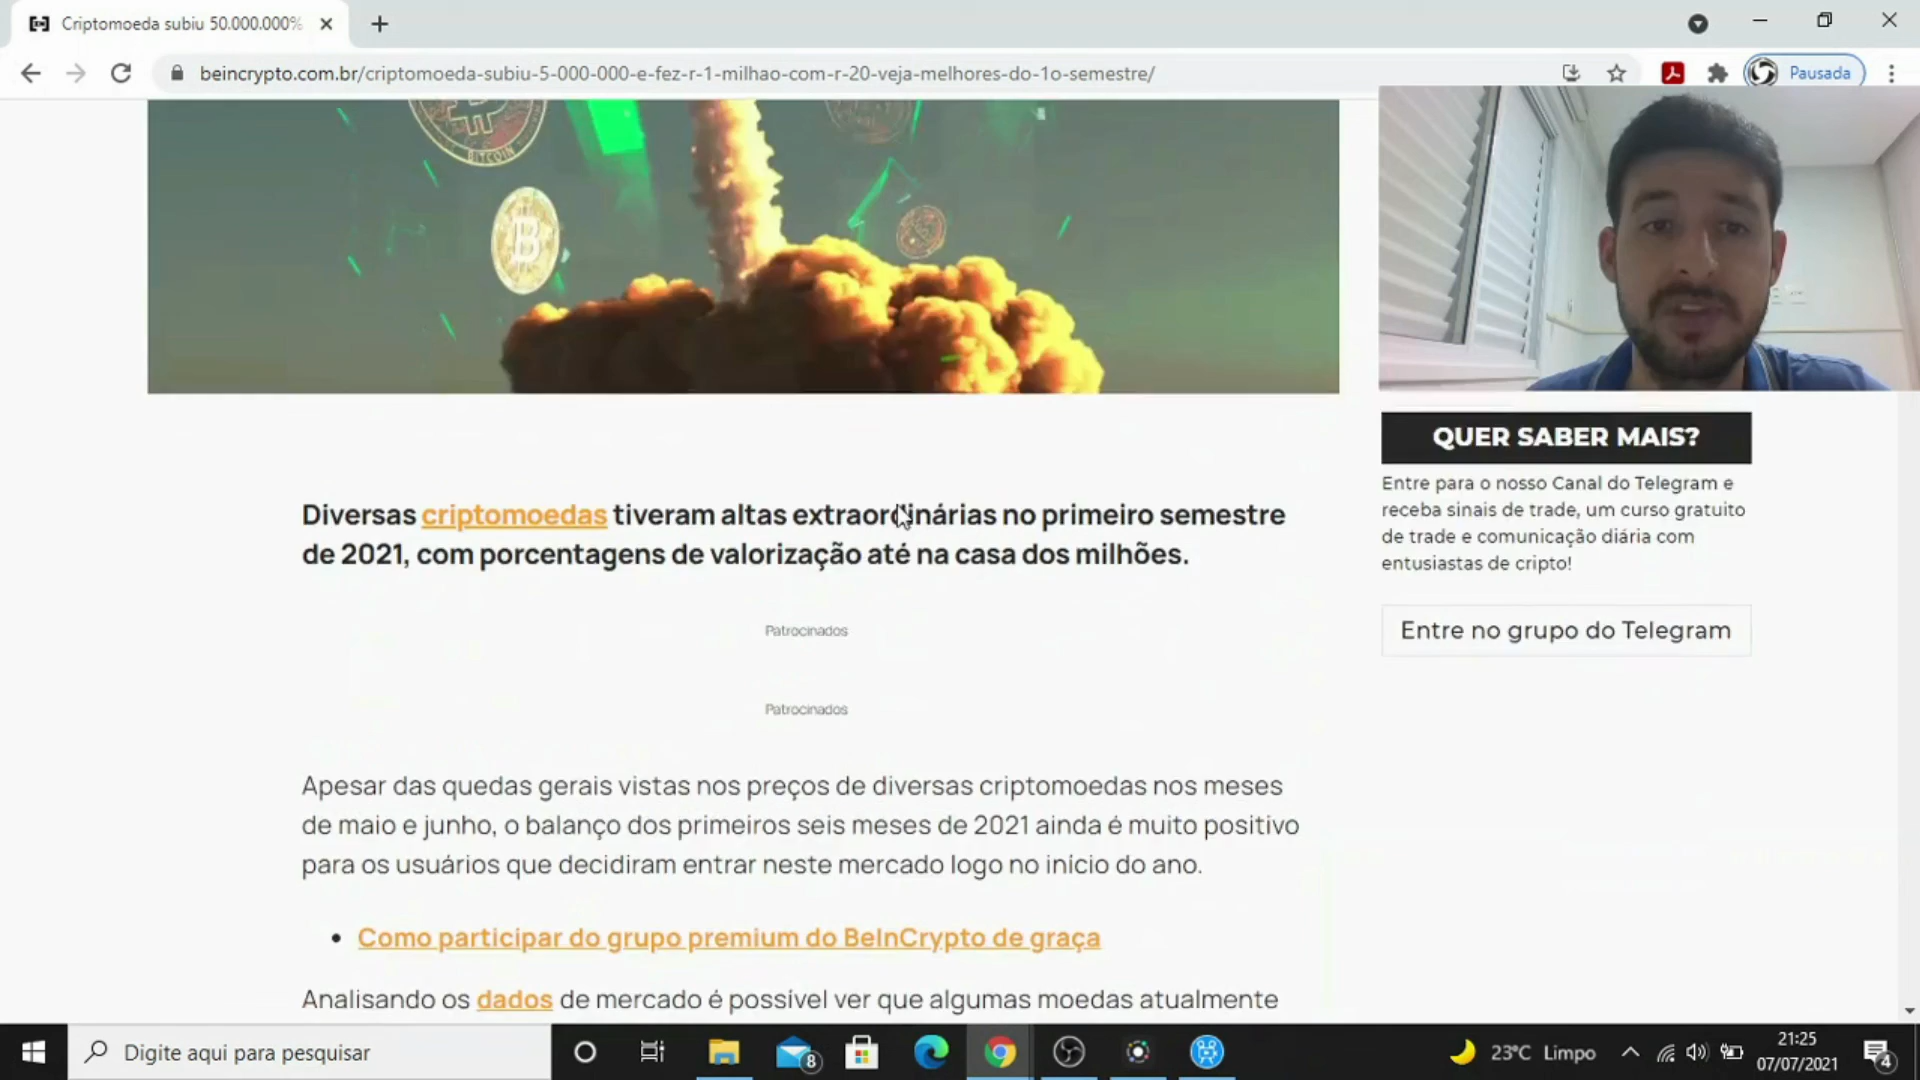 Criptomoeda subiu 50.000.000%
beincrypto.com.br/criptomoeda-subiu-5-000-000-e-fez-r-1-milhao-com-r-20-veja-melhores-do-1o-semestre/
Pausada
BITCOIN
QUER SABER MAIS?
Entre para o nosso Canal do Telegram e
receba sinais de trade, um curso gratuito
de trade e comunicação diária com
entusiastas de cripto!
Entre no grupo do Telegram
Diversas criptomoedas tiveram altas extraordinárias no primeiro semestre
de 2021, com porcentagens de valorização até na casa dos milhões.
Patrocinados
Patrocinados
Apesar das quedas gerais vistas nos preços de diversas criptomoedas nos meses
de maio e junho, o balanço dos primeiros seis meses de 2021 ainda é muito positivo
para os usuários que decidiram entrar neste mercado logo no início do ano.
• Como participar do grupo premium do BeInCrypto de graça
Analisando os dados de mercado é possível ver que algumas moedas atualmente
Digite aqui para pesquisar
8
23°C Limpo
21:25
07/07/2021
4